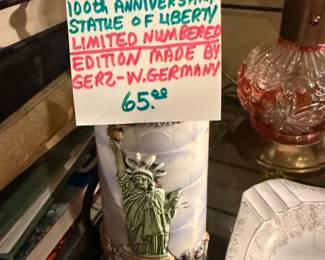 100th ANNIVERSARY
STATUE OF LIBERTY
LIMITED NUMBERED
EDITION MADE BY
GERZ-W.GERMANY
65.00